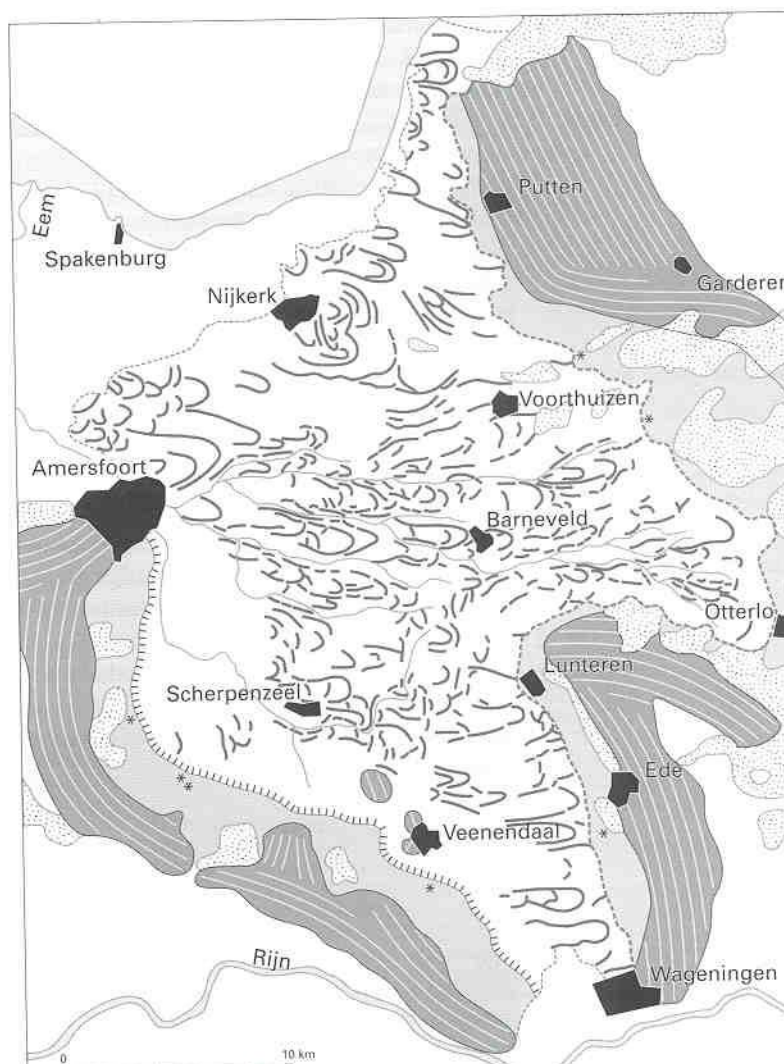 Putten
Eem
Spakenburg
Garderen
Nijkerk
Voorthuizen
Amersfoort
Barneveld
Otterlo
Lunteren
Scherpenzeel
Ede
Veenendaal
Rijn
Wageningen
0
10 km